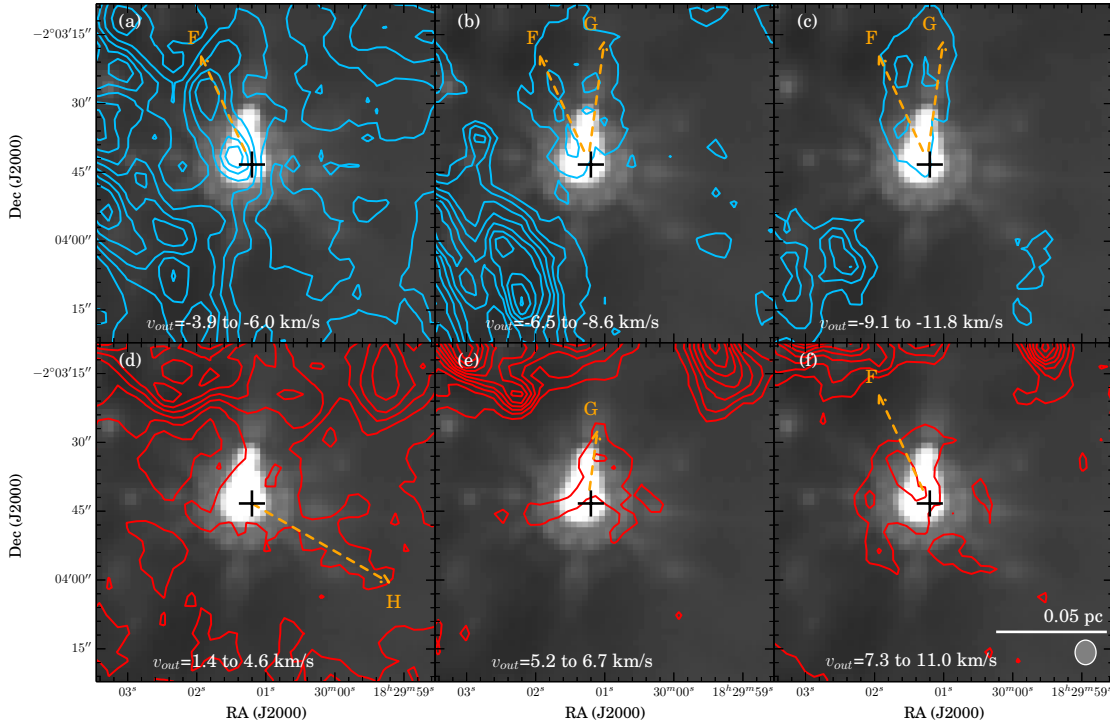 (a)
(b)
(c)
F
F
G
F
G
−2°03′15″
30″
45″
04′00″
15″
Dec (J2000)
v_out=-3.9 to -6.0 km/s
v_out=-6.5 to -8.6 km/s
v_out=-9.1 to -11.8 km/s
(d)
(e)
(f)
G
F
H
−2°03′15″
30″
45″
04′00″
15″
Dec (J2000)
0.05 pc
v_out=1.4 to 4.6 km/s
v_out=5.2 to 6.7 km/s
v_out=7.3 to 11.0 km/s
03ˢ 02ˢ 01ˢ 30ᵐ00ˢ 18ʰ29ᵐ59ˢ
03ˢ 02ˢ 01ˢ 30ᵐ00ˢ 18ʰ29ᵐ59ˢ
03ˢ 02ˢ 01ˢ 30ᵐ00ˢ 18ʰ29ᵐ59ˢ
RA (J2000)
RA (J2000)
RA (J2000)